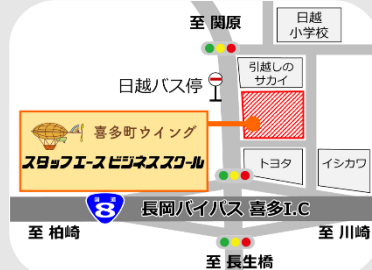 至 関原
日越
小学校
引越しの
サカイ
日越バス停
喜多町ウイング
スタッフエース ビジネススクール
トヨタ
イシカワ
国道
8
長岡バイパス 喜多I.C
至 柏崎
至 川崎
至 長生橋